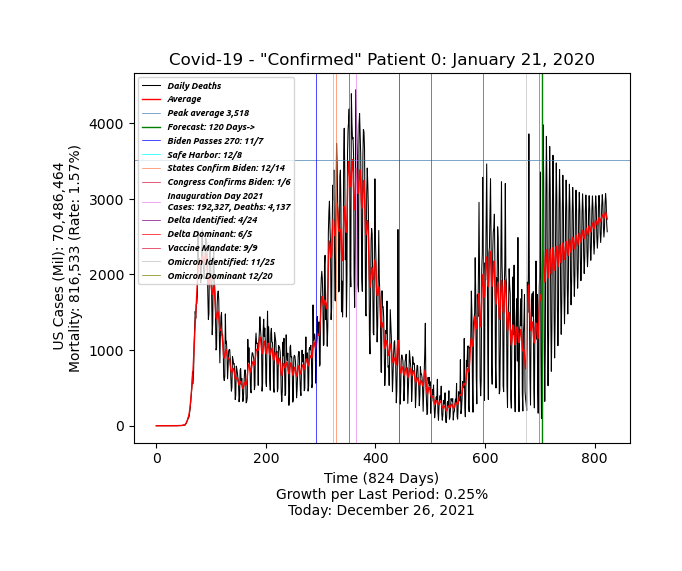 Covid-19 - "Confirmed" Patient 0: January 21, 2020
Daily Deaths
Average
Peak average 3,518
Forecast: 120 Days->
Biden Passes 270: 11/7
Safe Harbor: 12/8
States Confirm Biden: 12/14
Congress Confirms Biden: 1/6
Inauguration Day 2021
Cases: 192,327, Deaths: 4,137
Delta Identified: 4/24
Delta Dominant: 6/5
Vaccine Mandate: 9/9
Omicron Identified: 11/25
Omicron Dominant 12/20
US Cases (Mil): 70,486,464
Mortality: 816,533 (Rate: 1.57%)
4000
3000
2000
1000
0
0 200 400 600 800
Time (824 Days)
Growth per Last Period: 0.25%
Today: December 26, 2021